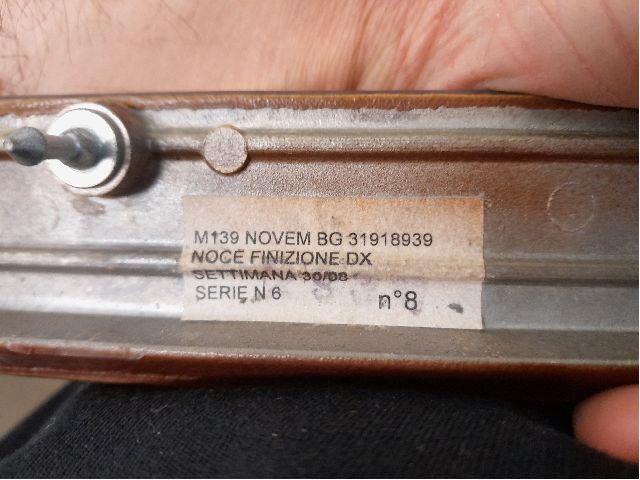 M139 NOVEM BG 31918939
NOCE FINIZIONE DX
SETTIMANA 30/08
SERIE N 6
n°8